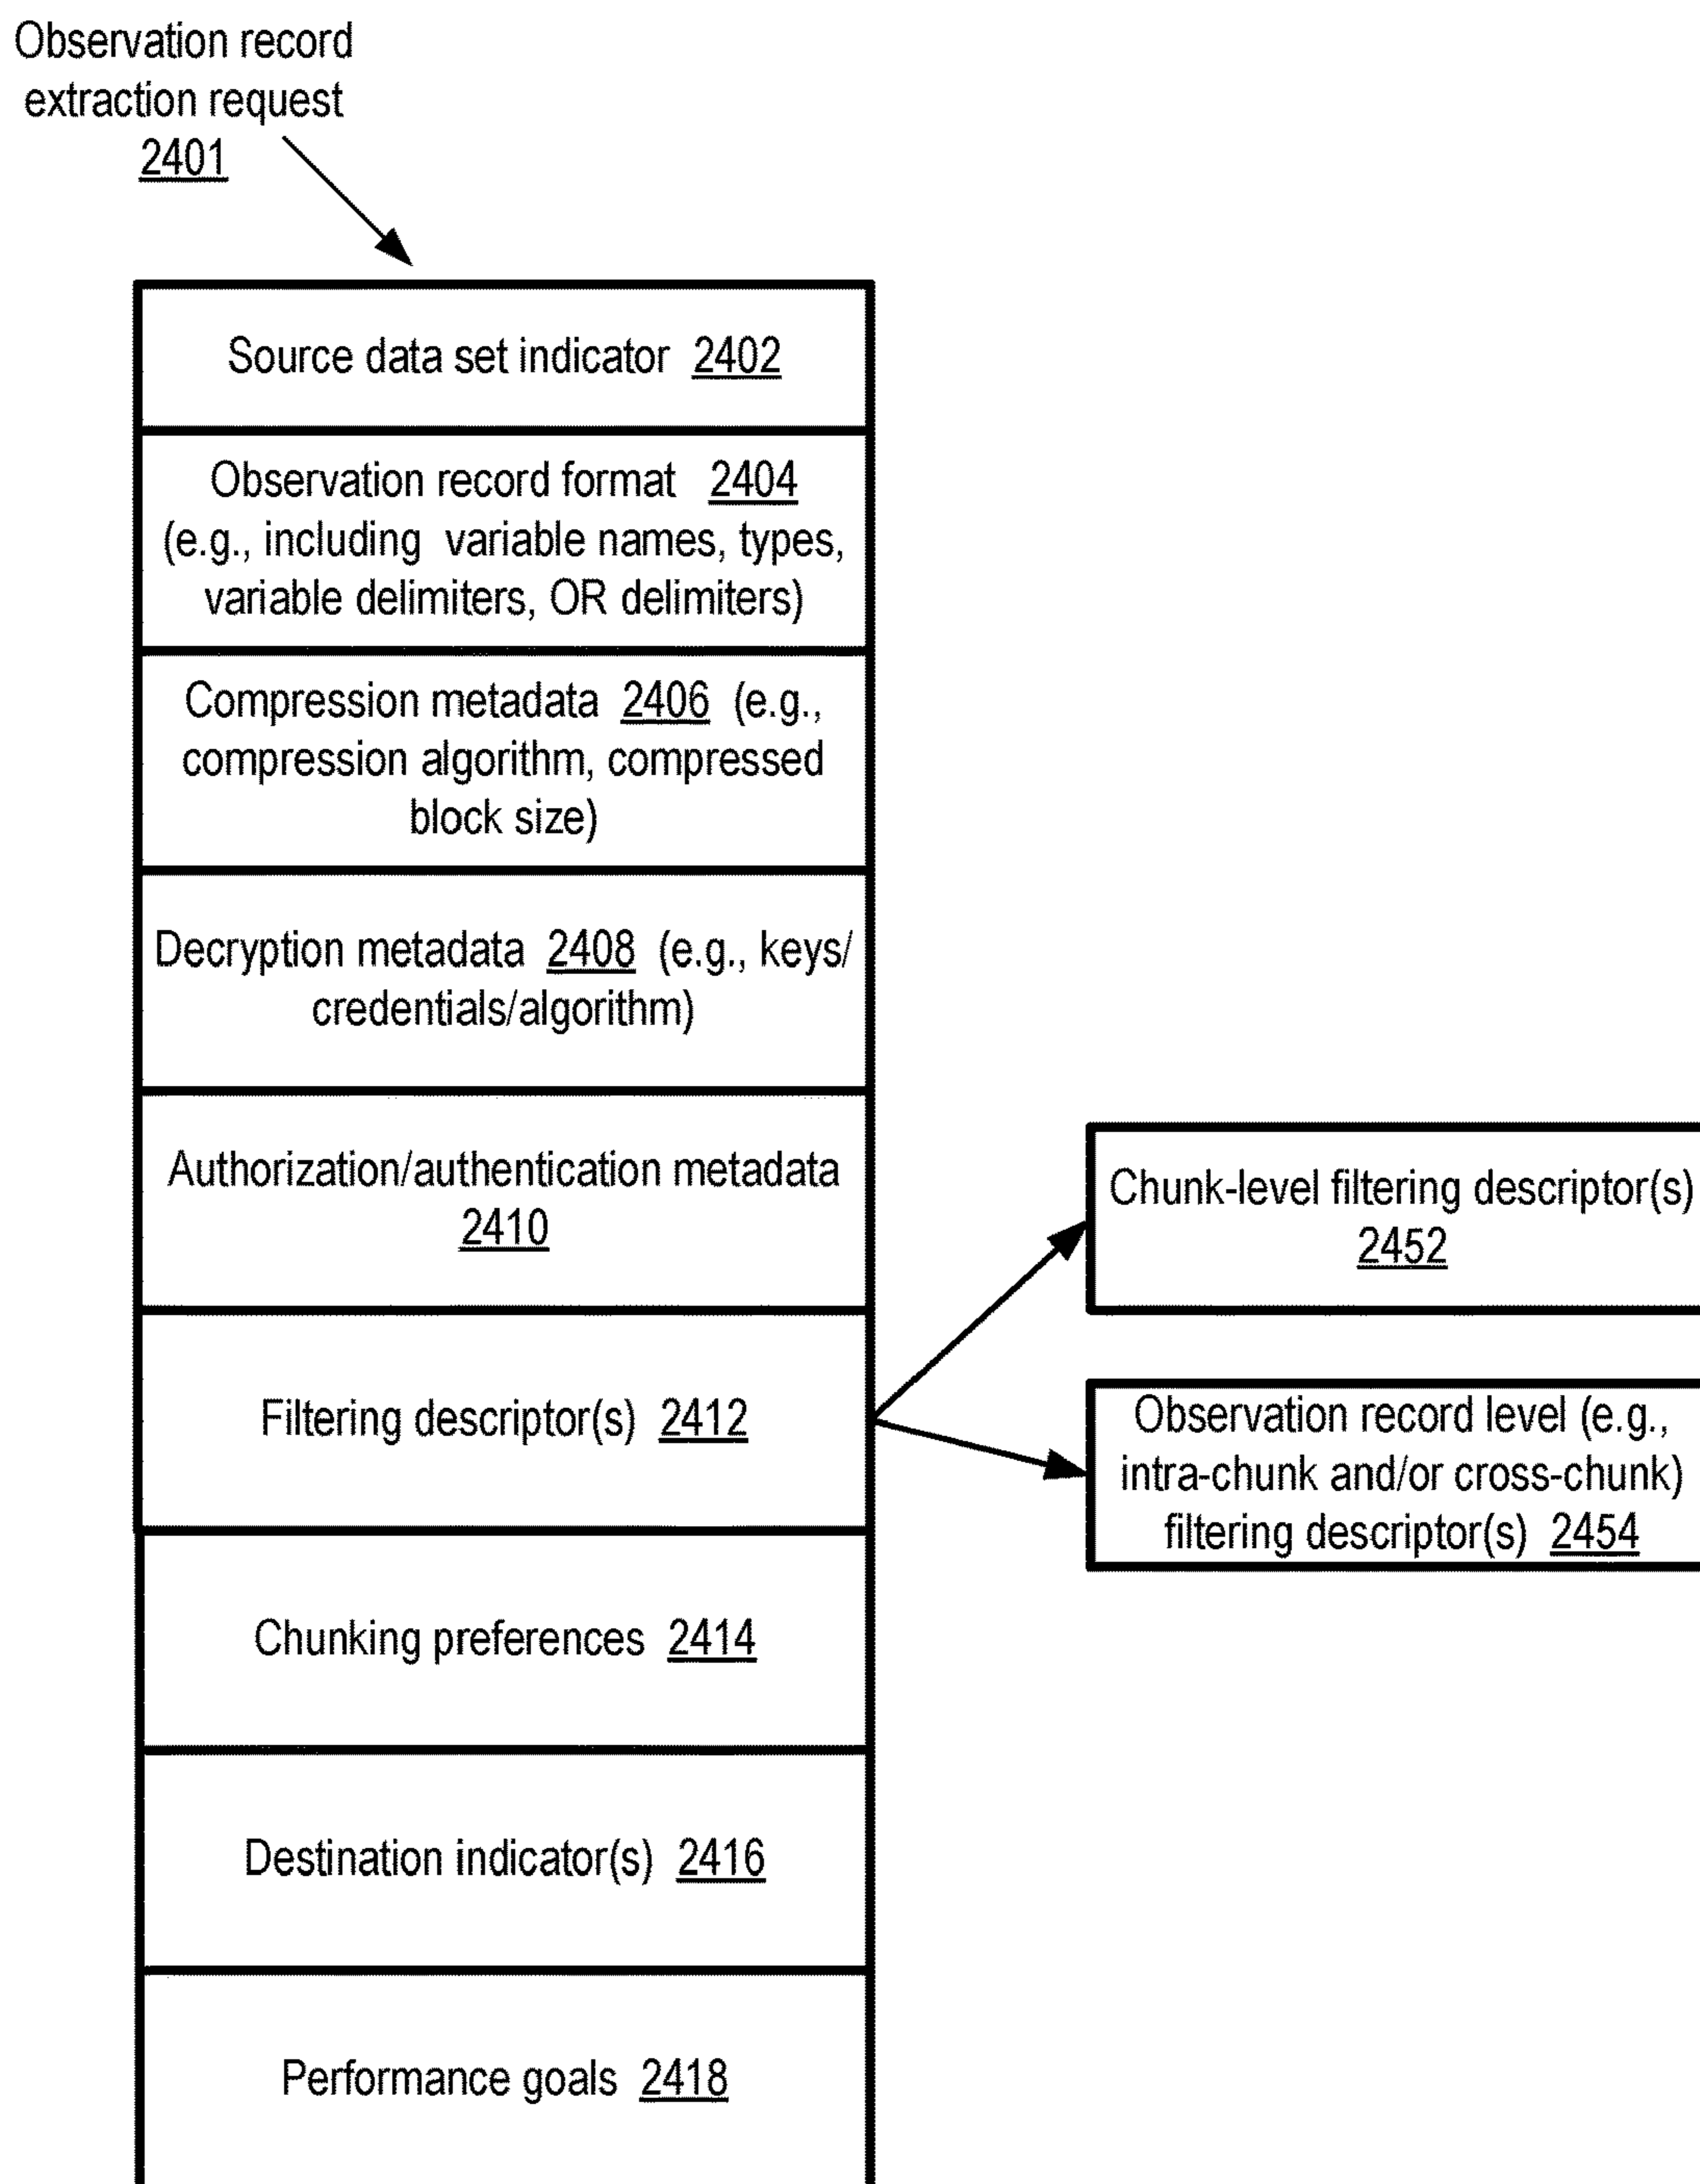 Observation record
extraction request
2401
Source data set indicator 2402
Observation record format 2404
(e.g., including variable names, types,
variable delimiters, OR delimiters)
Compression metadata 2406 (e.g.,
compression algorithm, compressed
block size)
Decryption metadata 2408 (e.g., keys/
credentials/algorithm)
Authorization/authentication metadata
2410
Filtering descriptor(s) 2412
Chunk-level filtering descriptor(s)
2452
Observation record level (e.g.,
intra-chunk and/or cross-chunk)
filtering descriptor(s) 2454
Chunking preferences 2414
Destination indicator(s) 2416
Performance goals 2418